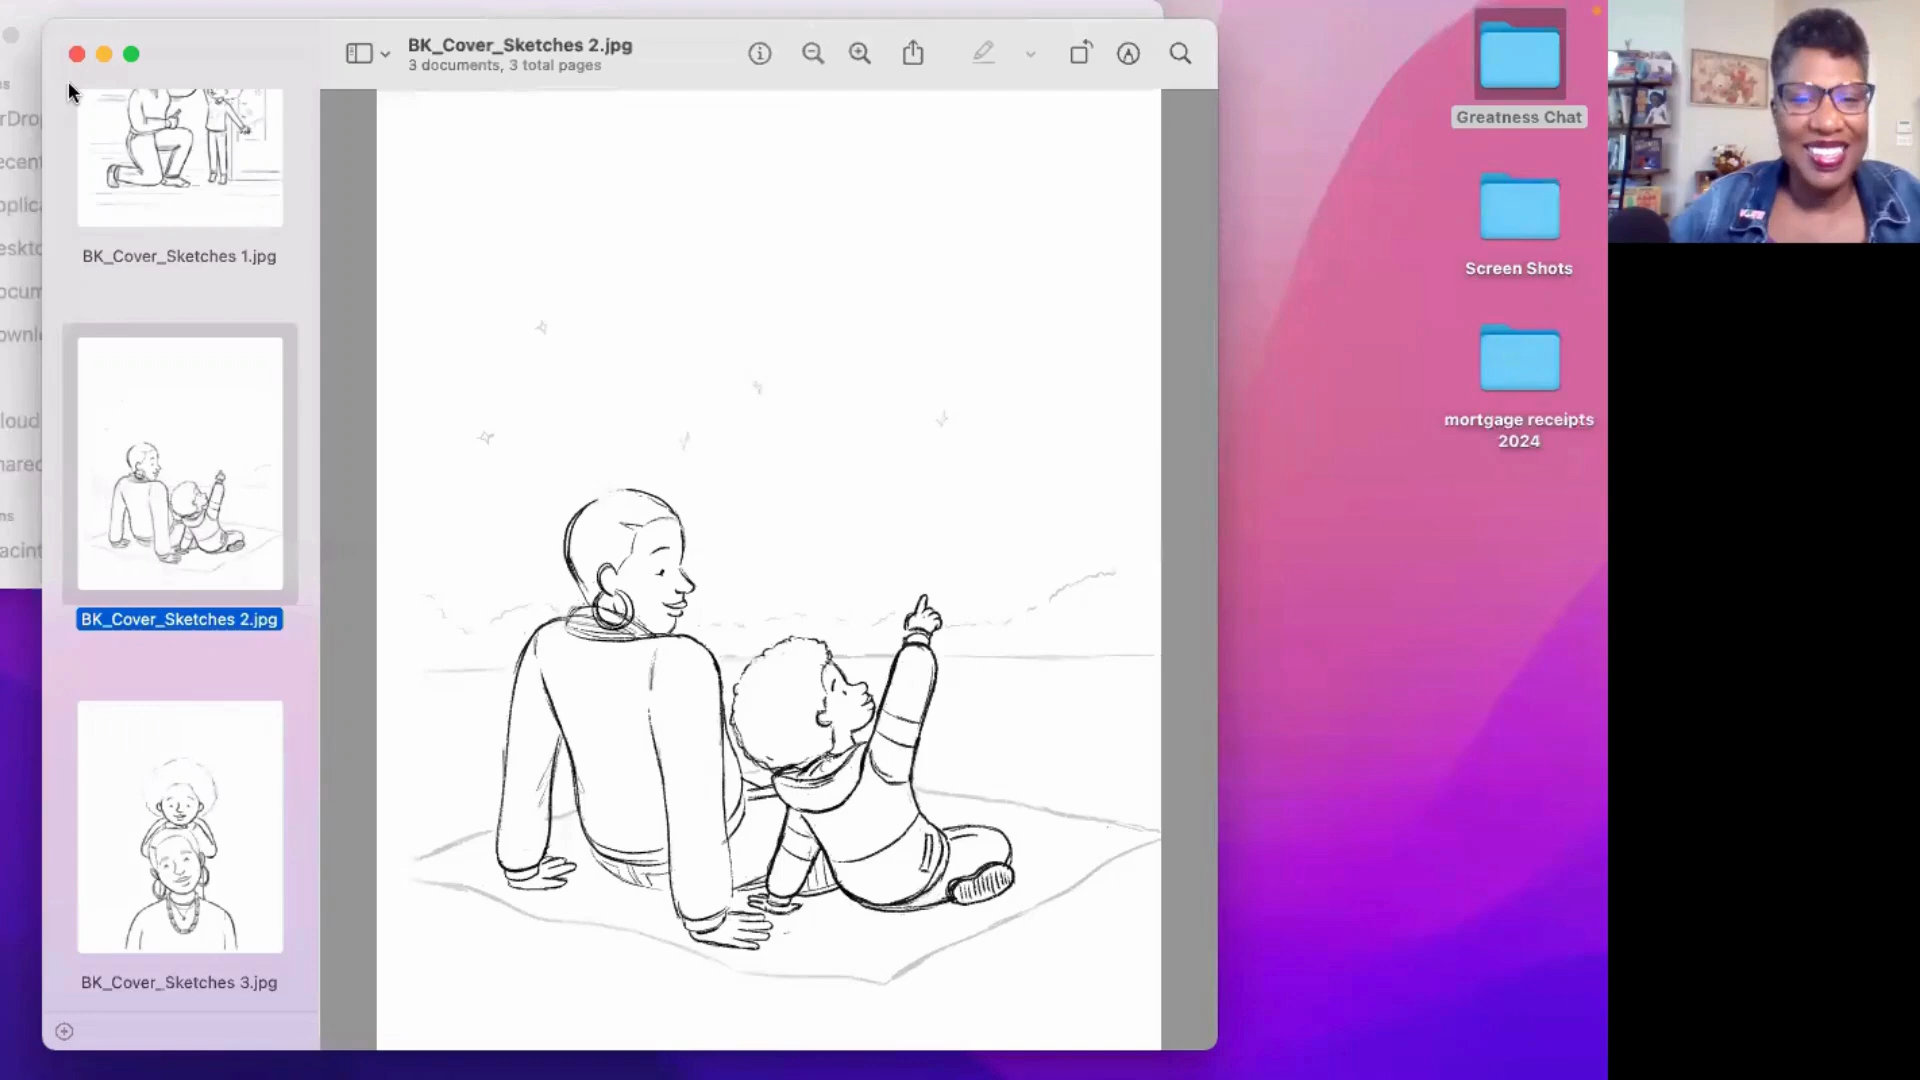 BK_Cover_Sketches 2.jpg
3 documents, 3 total pages
BK_Cover_Sketches 1.jpg
BK_Cover_Sketches 2.jpg
BK_Cover_Sketches 3.jpg
Greatness Chat
Screen Shots
mortgage receipts
2024